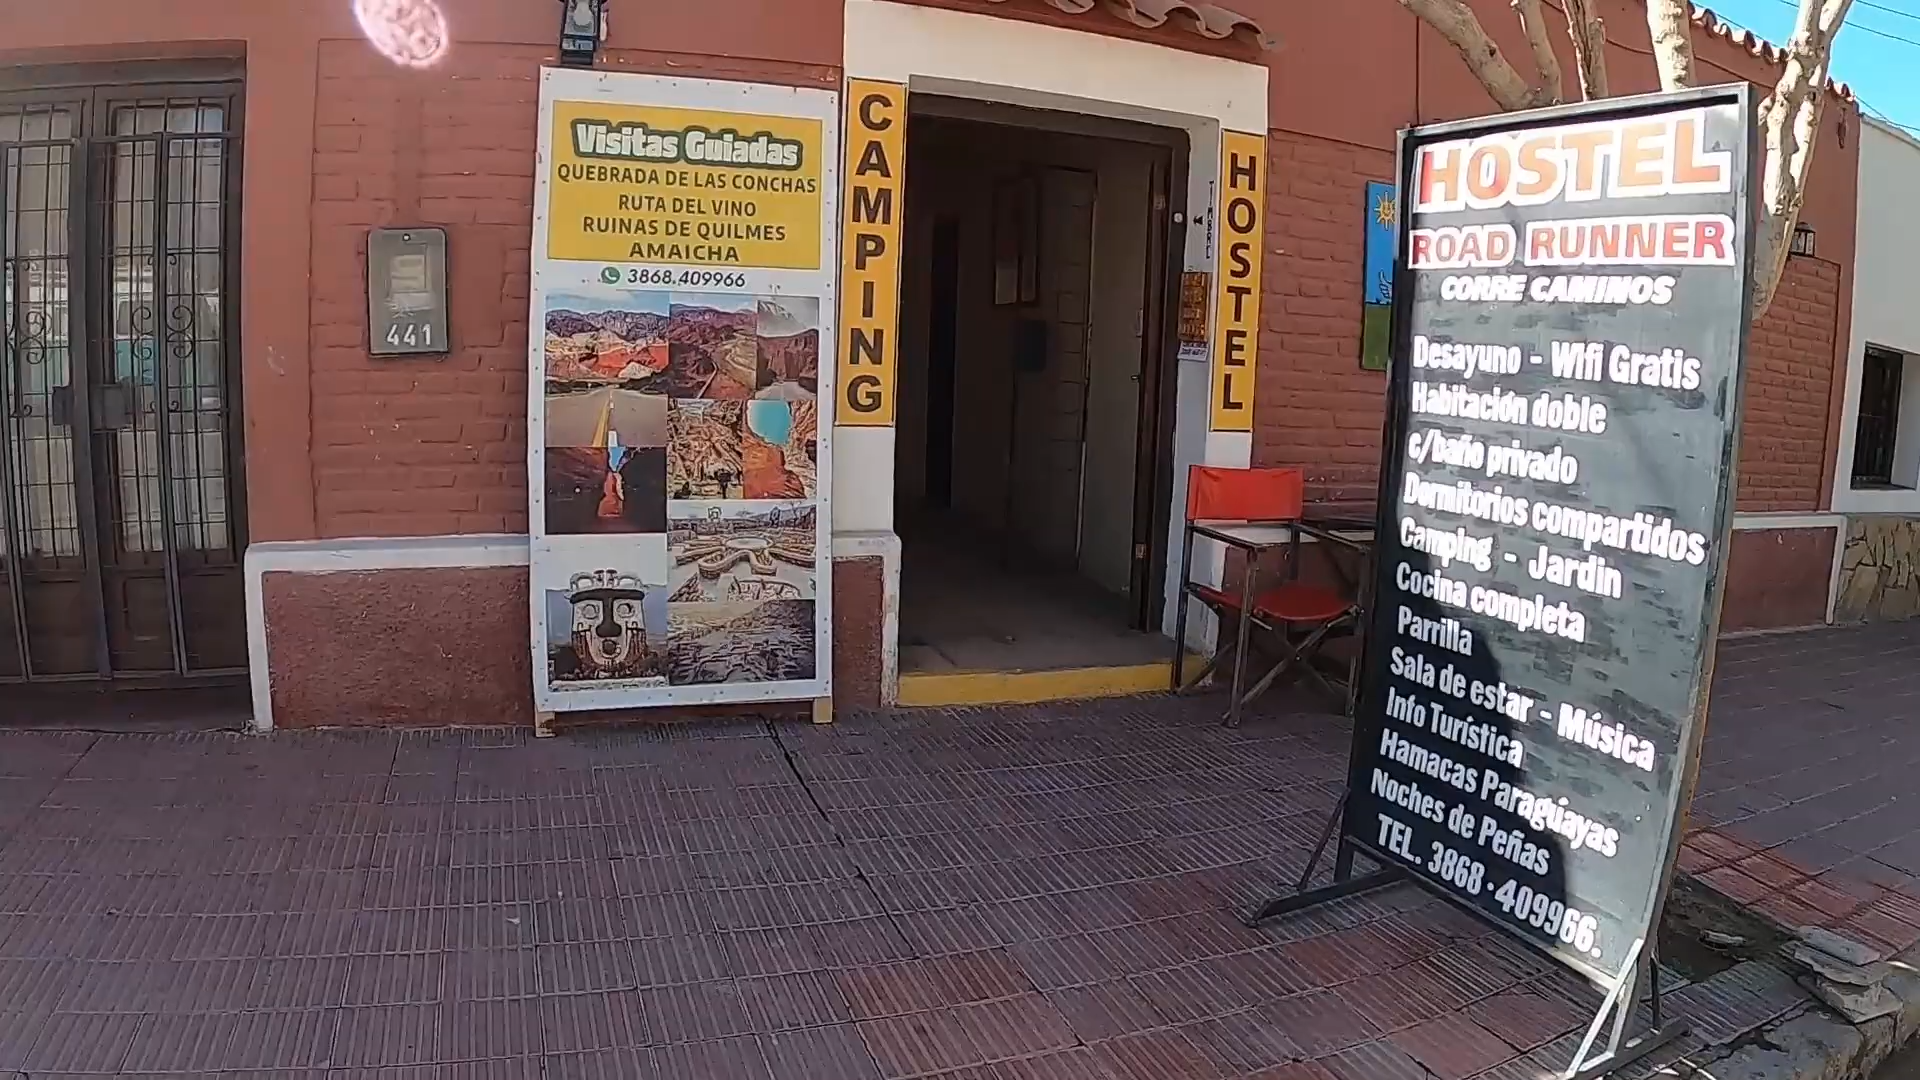 441
Visitas Guiadas
QUEBRADA DE LAS CONCHAS
RUTA DEL VINO
RUINAS DE QUILMES
AMAICHA
3868.409966
CAMPING
TIMBRE
HOSTEL
HOSTEL
ROAD RUNNER
CORRE CAMINOS
Desayuno - Wifi Gratis
Habitación doble
c/baño privado
Dormitorios compartidos
Camping - Jardin
Cocina completa
Parrilla
Sala de estar - Música
Info Turística
Hamacas Paragüayas
Noches de Peñas
TEL. 3868·409966.